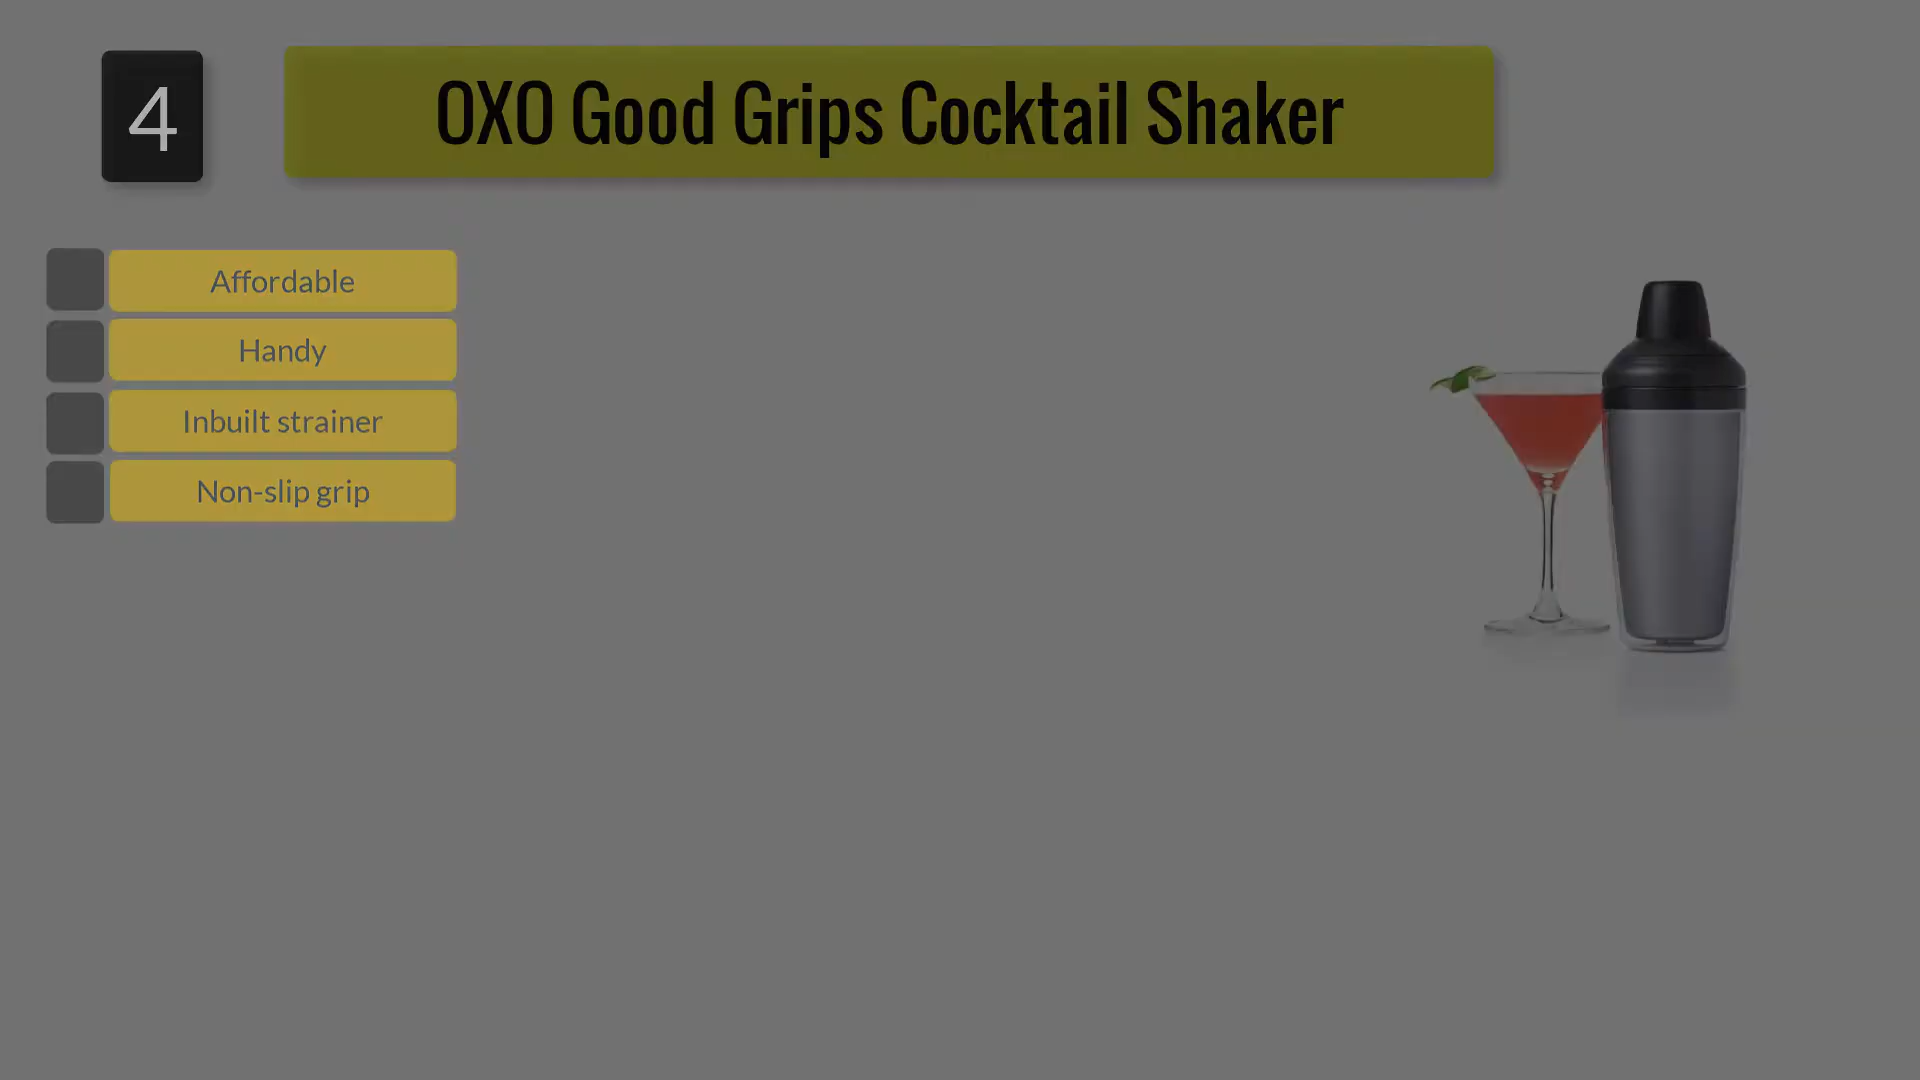 4
OXO Good Grips Cocktail Shaker
Affordable
Handy
Inbuilt strainer
Non-slip grip